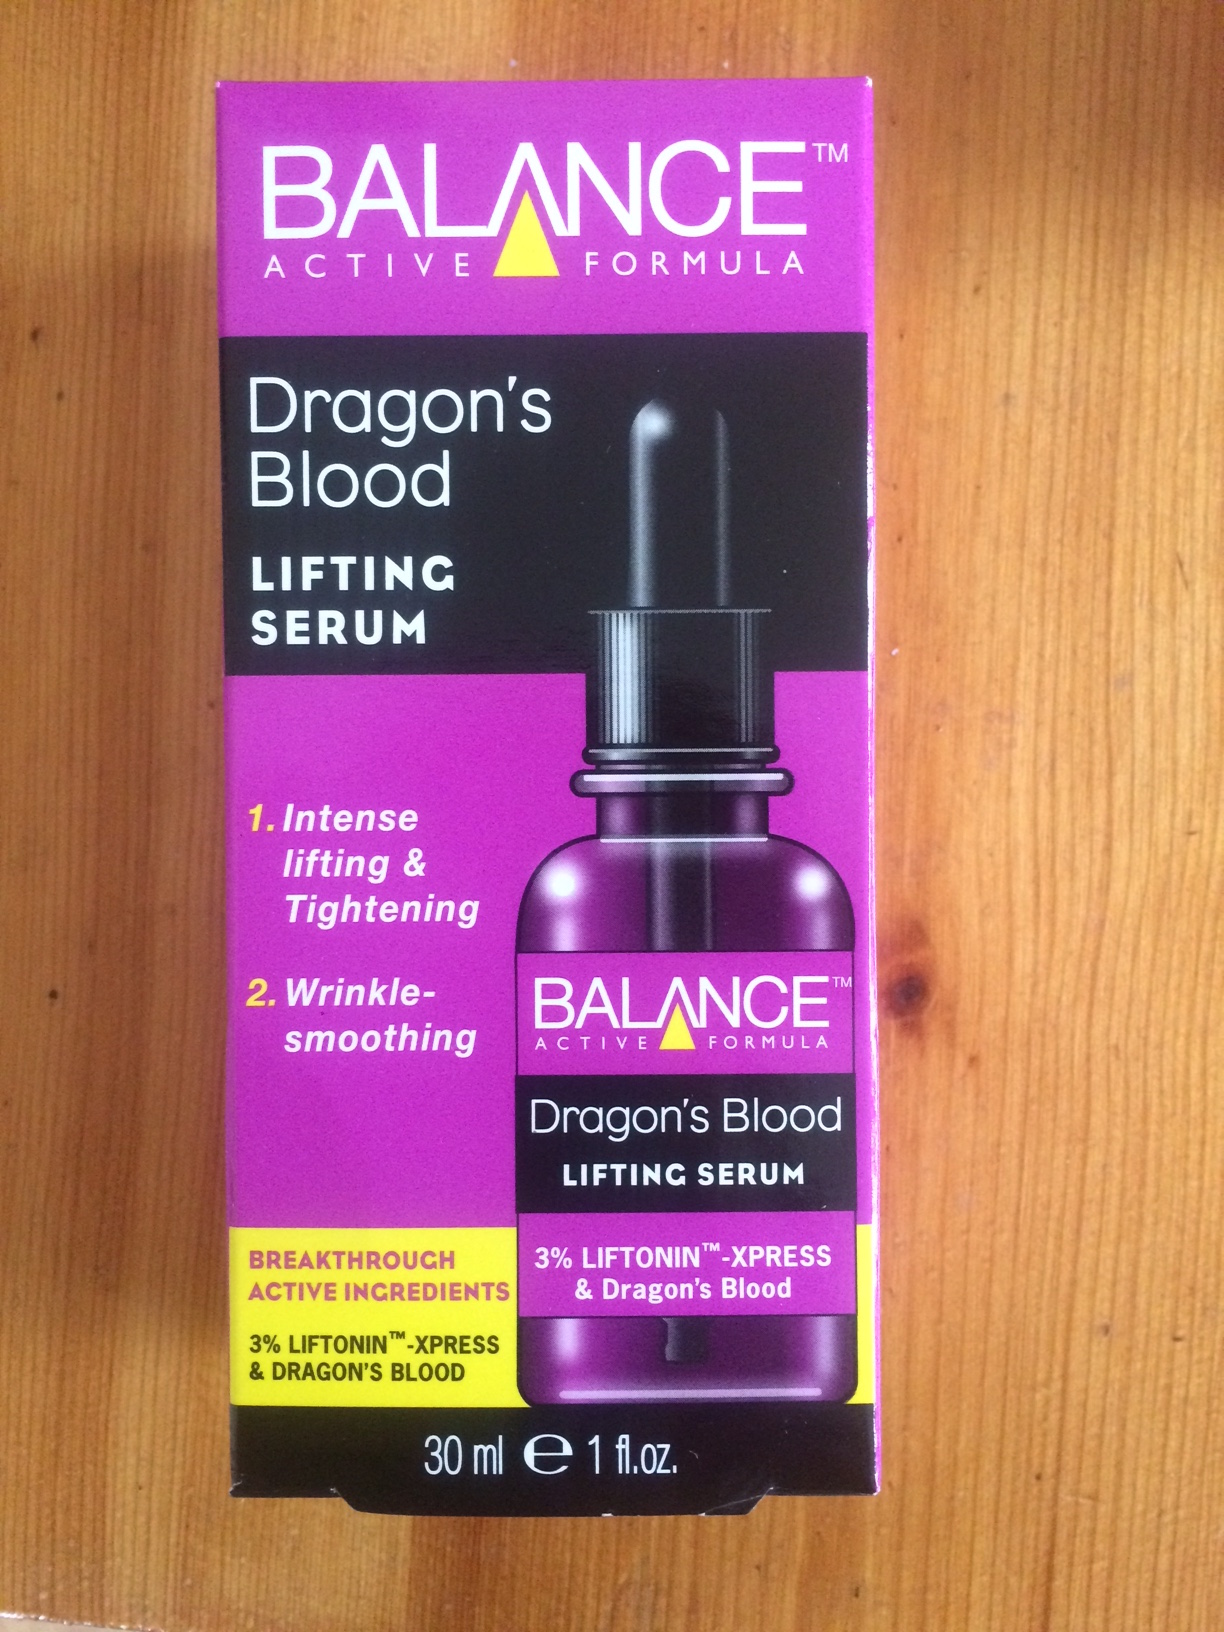 BALANCE™
ACTIVE FORMULA
Dragon's
Blood
LIFTING
SERUM
1. Intense
lifting &
Tightening
2. Wrinkle-
smoothing
BALANCE™
ACTIVE FORMULA
Dragon's Blood
LIFTING SERUM
3% LIFTONIN™-XPRESS
& Dragon's Blood
BREAKTHROUGH
ACTIVE INGREDIENTS
3% LIFTONIN™-XPRESS
& DRAGON'S BLOOD
30 ml ℮ 1 fl.oz.